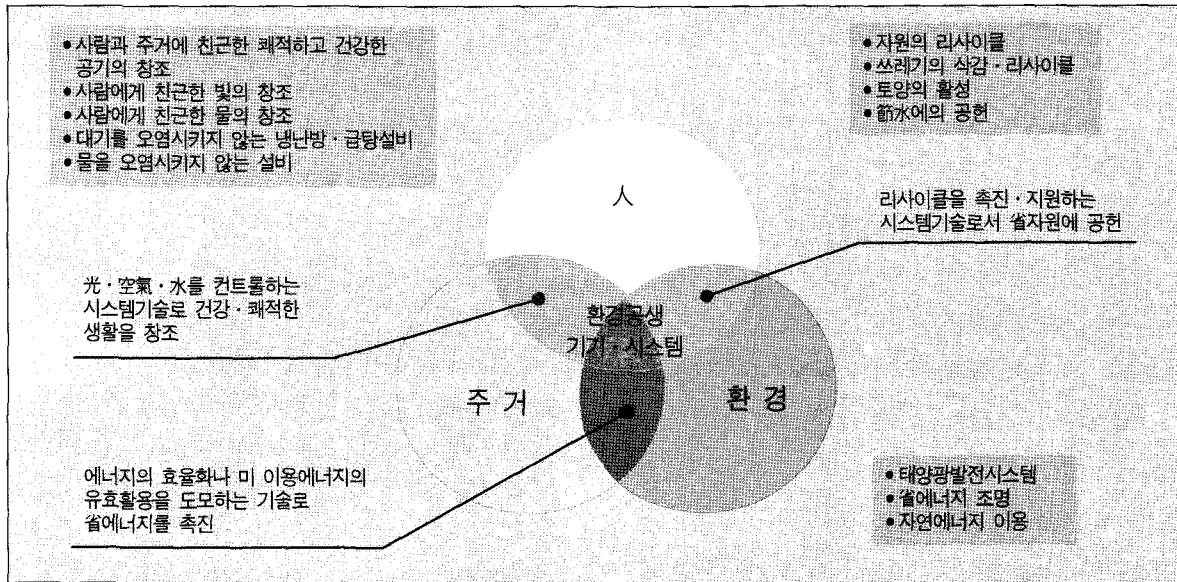 •사람과 주거에 친근한 쾌적하고 건강한
공기의 창조
•사람에게 친근한 빛의 창조
•사람에게 친근한 물의 창조
•대기를 오염시키지 않는 냉난방·급탕설비
•물을 오염시키지 않는 설비
•자원의 리사이클
•쓰레기의 삭감·리사이클
•토양의 활성
•節水에의 공헌
人
리사이클을 촉진·지원하는
시스템기술로서 省자원에 공헌
光·空氣·水를 컨트롤하는
시스템기술로 건강·쾌적한
생활을 창조
환경공생
기기·시스템
주거
환경
에너지의 효율화나 미 이용에너지의
유효활용을 도모하는 기술로
省에너지를 촉진
•태양광발전시스템
•省에너지 조명
•자연에너지 이용